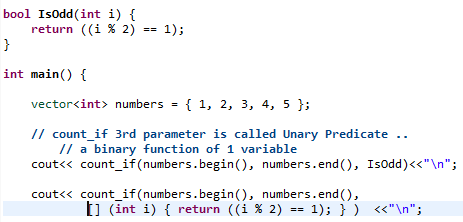 bool IsOdd(int i) {
    return ((i % 2) == 1);
}
int main() {
    vector<int> numbers = { 1, 2, 3, 4, 5 };
    // count_if 3rd parameter is called Unary Predicate ..
        // a binary function of 1 variable
    cout<< count_if(numbers.begin(), numbers.end(), IsOdd)<<"\n";
    cout<< count_if(numbers.begin(), numbers.end(),
            [] (int i) { return ((i % 2) == 1); } )  <<"\n";